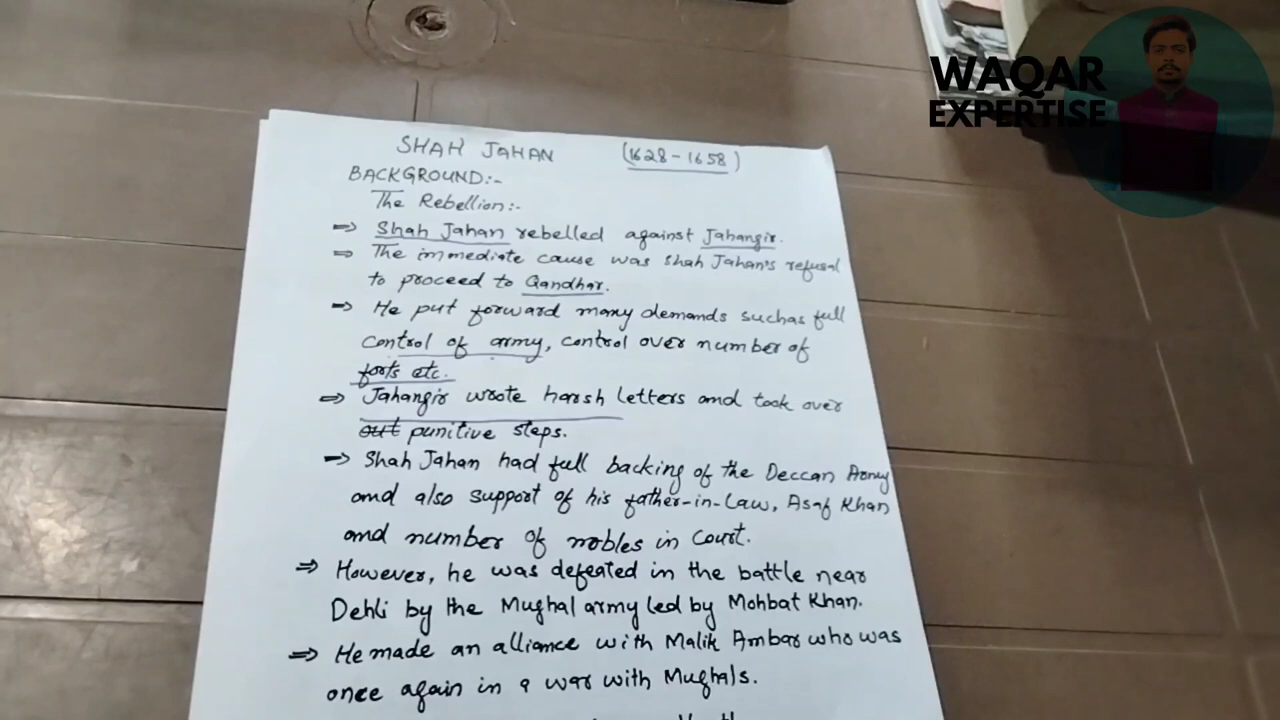 WAQAR
EXPERTISE
SHAH JAHAN (1628-1658)
BACKGROUND:-
The Rebellion:-
⇒ Shah Jahan rebelled against Jahangir.
⇒ The immediate cause was Shah Jahan's refusal
to proceed to Qandhar.
⇒ He put forward many demands such as full
control of army, control over number of
forts etc.
⇒ Jahangir wrote harsh letters and took over
out punitive steps.
⇒ Shah Jahan had full backing of the Deccan Army
and also support of his father-in-law, Asaf Khan
and number of nobles in court.
⇒ However, he was defeated in the battle near
Dehli by the Mughal army led by Mohbat Khan.
⇒ He made an alliance with Malik Ambar who was
once again in a war with Mughals.